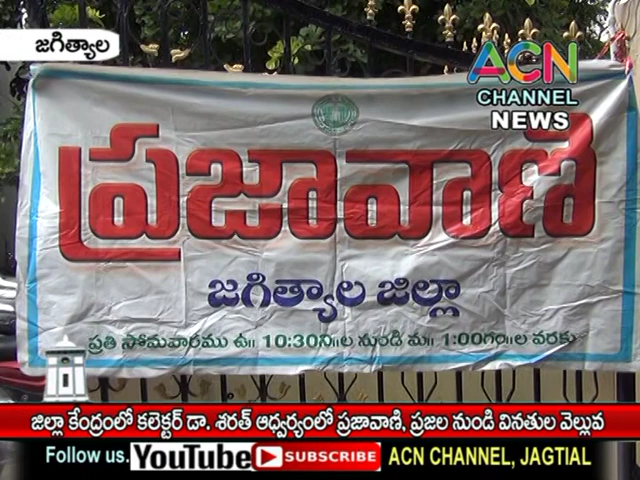 జగిత్యాల
ACN
CHANNEL
NEWS
ప్రజావాణి
జగిత్యాల జిల్లా
ప్రతి సోమవారము ఉ॥ 10:30ని॥ల నుండి మ॥ 1:00గం॥ల వరకు
జిల్లా కేంద్రంలో కలెక్టర్ డా. శరత్ ఆధ్వర్యంలో ప్రజావాణి, ప్రజల నుండి వినతుల వెల్లువ
Follow us. YouTube SUBSCRIBE ACN CHANNEL, JAGTIAL